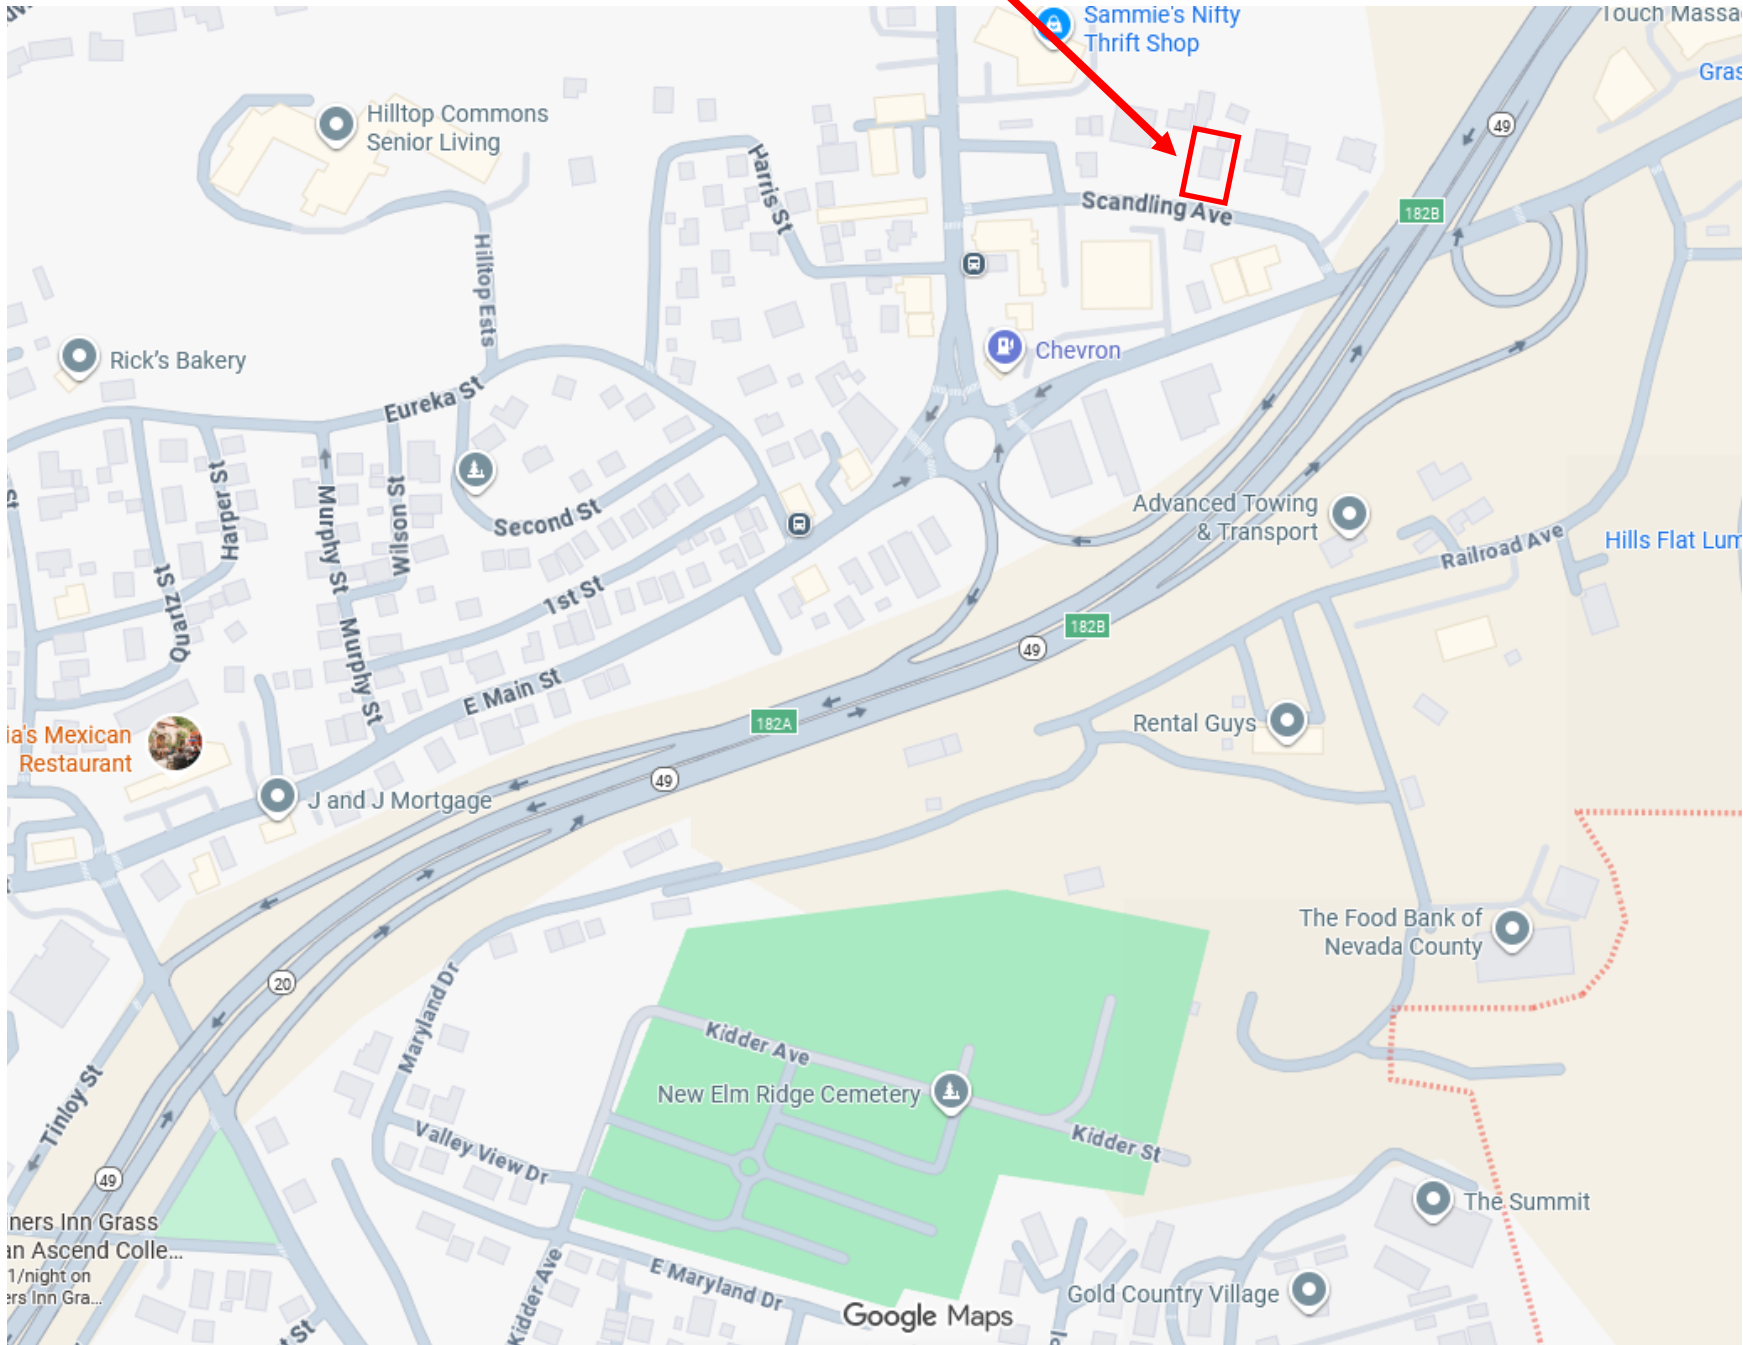 Sammie's Nifty
Thrift Shop
Touch Massa
Gras
Hilltop Commons
Senior Living
49
Harris St
Scandling Ave
182B
Hilltop Ests
Rick's Bakery
Chevron
Eureka St
Harper St
Murphy St
Wilson St
Second St
Advanced Towing
& Transport
Railroad Ave
Hills Flat Lum
St
Quartz St
1st St
182B
49
Murphy St
E Main St
182A
Rental Guys
ia's Mexican
Restaurant
49
J and J Mortgage
The Food Bank of
Nevada County
20
Maryland Dr
Kidder Ave
New Elm Ridge Cemetery
Tinloy St
Valley View Dr
Kidder St
49
The Summit
ners Inn Grass
an Ascend Colle...
1/night on
ers Inn Gra...
Kidder Ave
E Maryland Dr
Gold Country Village
Google Maps
t St
Pl